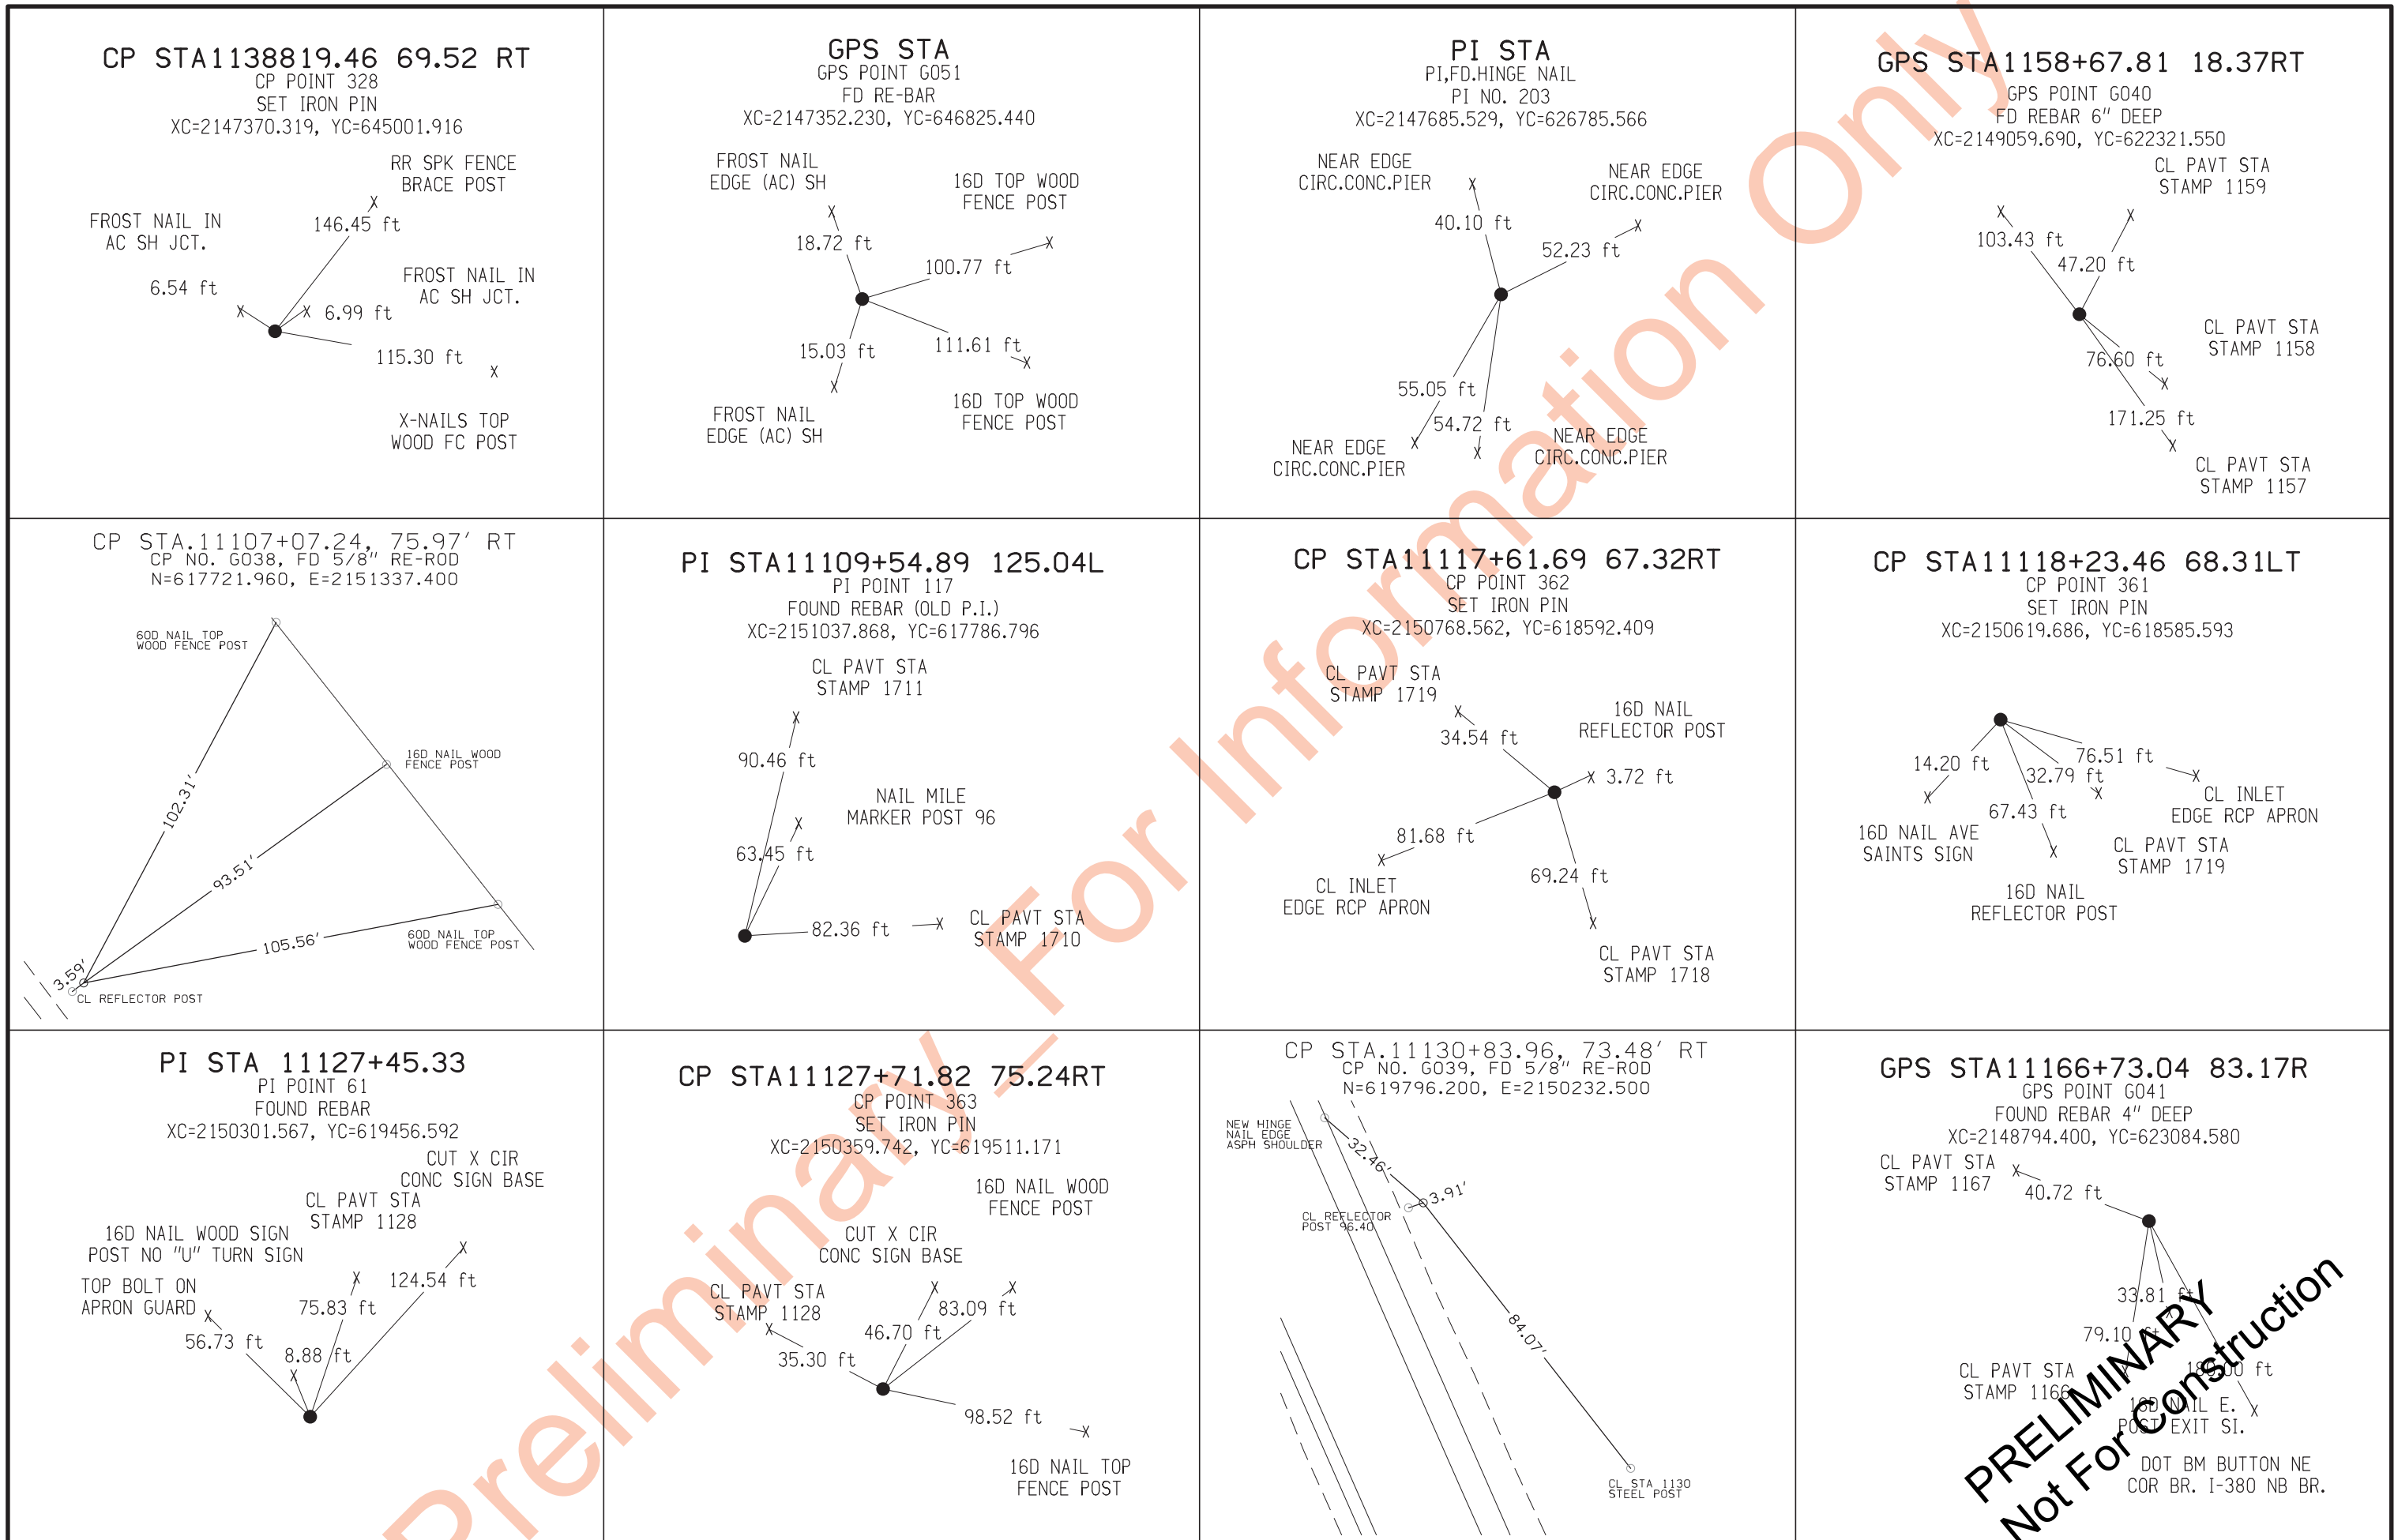 CP STA1138819.46 69.52 RT
CP POINT 328
SET IRON PIN
XC=2147370.319, YC=645001.916
RR SPK FENCE
BRACE POST
FROST NAIL IN
AC SH JCT.
146.45 ft
FROST NAIL IN
AC SH JCT.
6.54 ft
6.99 ft
115.30 ft
X-NAILS TOP
WOOD FC POST
GPS STA
GPS POINT G051
FD RE-BAR
XC=2147352.230, YC=646825.440
FROST NAIL
EDGE (AC) SH
16D TOP WOOD
FENCE POST
18.72 ft
100.77 ft
15.03 ft
111.61 ft
FROST NAIL
EDGE (AC) SH
16D TOP WOOD
FENCE POST
PI STA
PI,FD.HINGE NAIL
PI NO. 203
XC=2147685.529, YC=626785.566
NEAR EDGE
CIRC.CONC.PIER
NEAR EDGE
CIRC.CONC.PIER
40.10 ft
52.23 ft
55.05 ft
54.72 ft
NEAR EDGE
CIRC.CONC.PIER
NEAR EDGE
CIRC.CONC.PIER
GPS STA1158+67.81 18.37RT
GPS POINT G040
FD REBAR 6" DEEP
XC=2149059.690, YC=622321.550
CL PAVT STA
STAMP 1159
103.43 ft
47.20 ft
CL PAVT STA
STAMP 1158
76.60 ft
171.25 ft
CL PAVT STA
STAMP 1157
CP STA.11107+07.24, 75.97' RT
CP NO. G038, FD 5/8" RE-ROD
N=617721.960, E=2151337.400
60D NAIL TOP
WOOD FENCE POST
16D NAIL WOOD
FENCE POST
102.31'
93.51'
105.56'
60D NAIL TOP
WOOD FENCE POST
3.59'
CL REFLECTOR POST
PI STA11109+54.89 125.04L
PI POINT 117
FOUND REBAR (OLD P.I.)
XC=2151037.868, YC=617786.796
CL PAVT STA
STAMP 1711
90.46 ft
NAIL MILE
MARKER POST 96
63.45 ft
82.36 ft
CL PAVT STA
STAMP 1710
CP STA11117+61.69 67.32RT
CP POINT 362
SET IRON PIN
XC=2150768.562, YC=618592.409
CL PAVT STA
STAMP 1719
16D NAIL
REFLECTOR POST
34.54 ft
3.72 ft
81.68 ft
CL INLET
EDGE RCP APRON
69.24 ft
CL PAVT STA
STAMP 1718
CP STA11118+23.46 68.31LT
CP POINT 361
SET IRON PIN
XC=2150619.686, YC=618585.593
14.20 ft
76.51 ft
32.79 ft
67.43 ft
CL INLET
EDGE RCP APRON
16D NAIL AVE
SAINTS SIGN
CL PAVT STA
STAMP 1719
16D NAIL
REFLECTOR POST
PI STA 11127+45.33
PI POINT 61
FOUND REBAR
XC=2150301.567, YC=619456.592
CUT X CIR
CONC SIGN BASE
CL PAVT STA
STAMP 1128
16D NAIL WOOD SIGN
POST NO "U" TURN SIGN
TOP BOLT ON
APRON GUARD
124.54 ft
75.83 ft
56.73 ft
8.88 ft
CP STA11127+71.82 75.24RT
CP POINT 363
SET IRON PIN
XC=2150359.742, YC=619511.171
16D NAIL WOOD
FENCE POST
CUT X CIR
CONC SIGN BASE
CL PAVT STA
STAMP 1128
83.09 ft
46.70 ft
35.30 ft
98.52 ft
16D NAIL TOP
FENCE POST
CP STA.11130+83.96, 73.48' RT
CP NO. G039, FD 5/8" RE-ROD
N=619796.200, E=2150232.500
NEW HINGE
NAIL EDGE
ASPH SHOULDER
32.46'
3.91'
CL REFLECTOR
POST 96.40
84.07'
CL STA 1130
STEEL POST
GPS STA11166+73.04 83.17R
GPS POINT G041
FOUND REBAR 4" DEEP
XC=2148794.400, YC=623084.580
CL PAVT STA
STAMP 1167
40.72 ft
33.81 ft
79.10 ft
ft
CL PAVT STA
STAMP 1166
16D NAIL E.
POST EXIT SI.
DOT BM BUTTON NE
COR BR. I-380 NB BR.
PRELIMINARY
Not For Construction
Preliminary_For Information Only